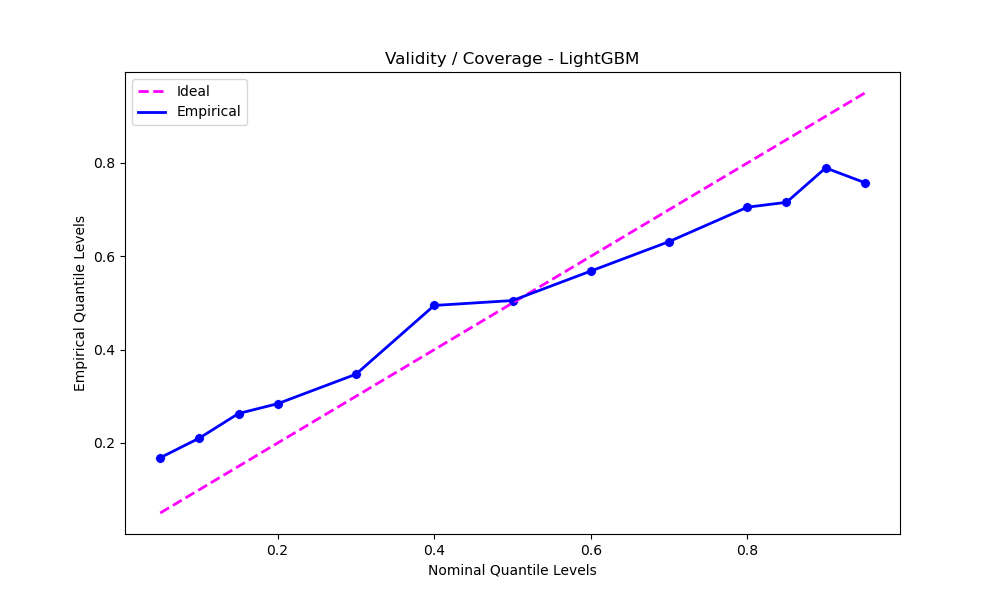 Validity / Coverage - LightGBM
Ideal
Empirical
Empirical Quantile Levels
0.8
0.6
0.4
0.2
0.2
0.4
0.6
0.8
Nominal Quantile Levels